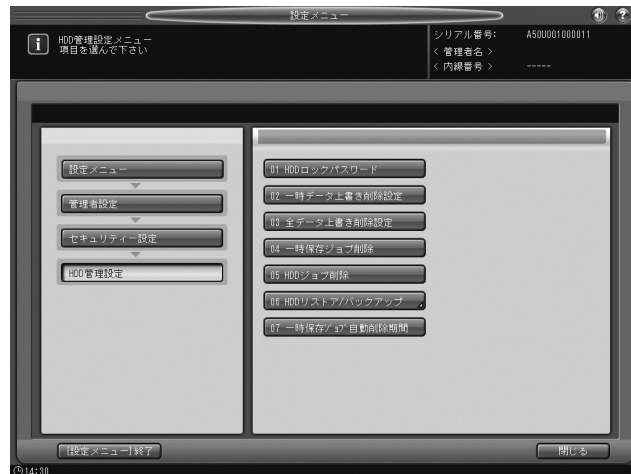 設定メニュー
HDD管理設定メニュー
項目を選んで下さい
シリアル番号: A50U001000011
< 管理者名 >
< 内線番号 > -----
設定メニュー
管理者設定
セキュリティー設定
HDD管理設定
01 HDDロックパスワード
02 一時データ上書き削除設定
03 全データ上書き削除設定
04 一時保存ジョブ削除
05 HDDジョブ削除
06 HDDリストア/バックアップ
07 一時保存ジョブ自動削除期間
[設定メニュー]終了
閉じる
14:30